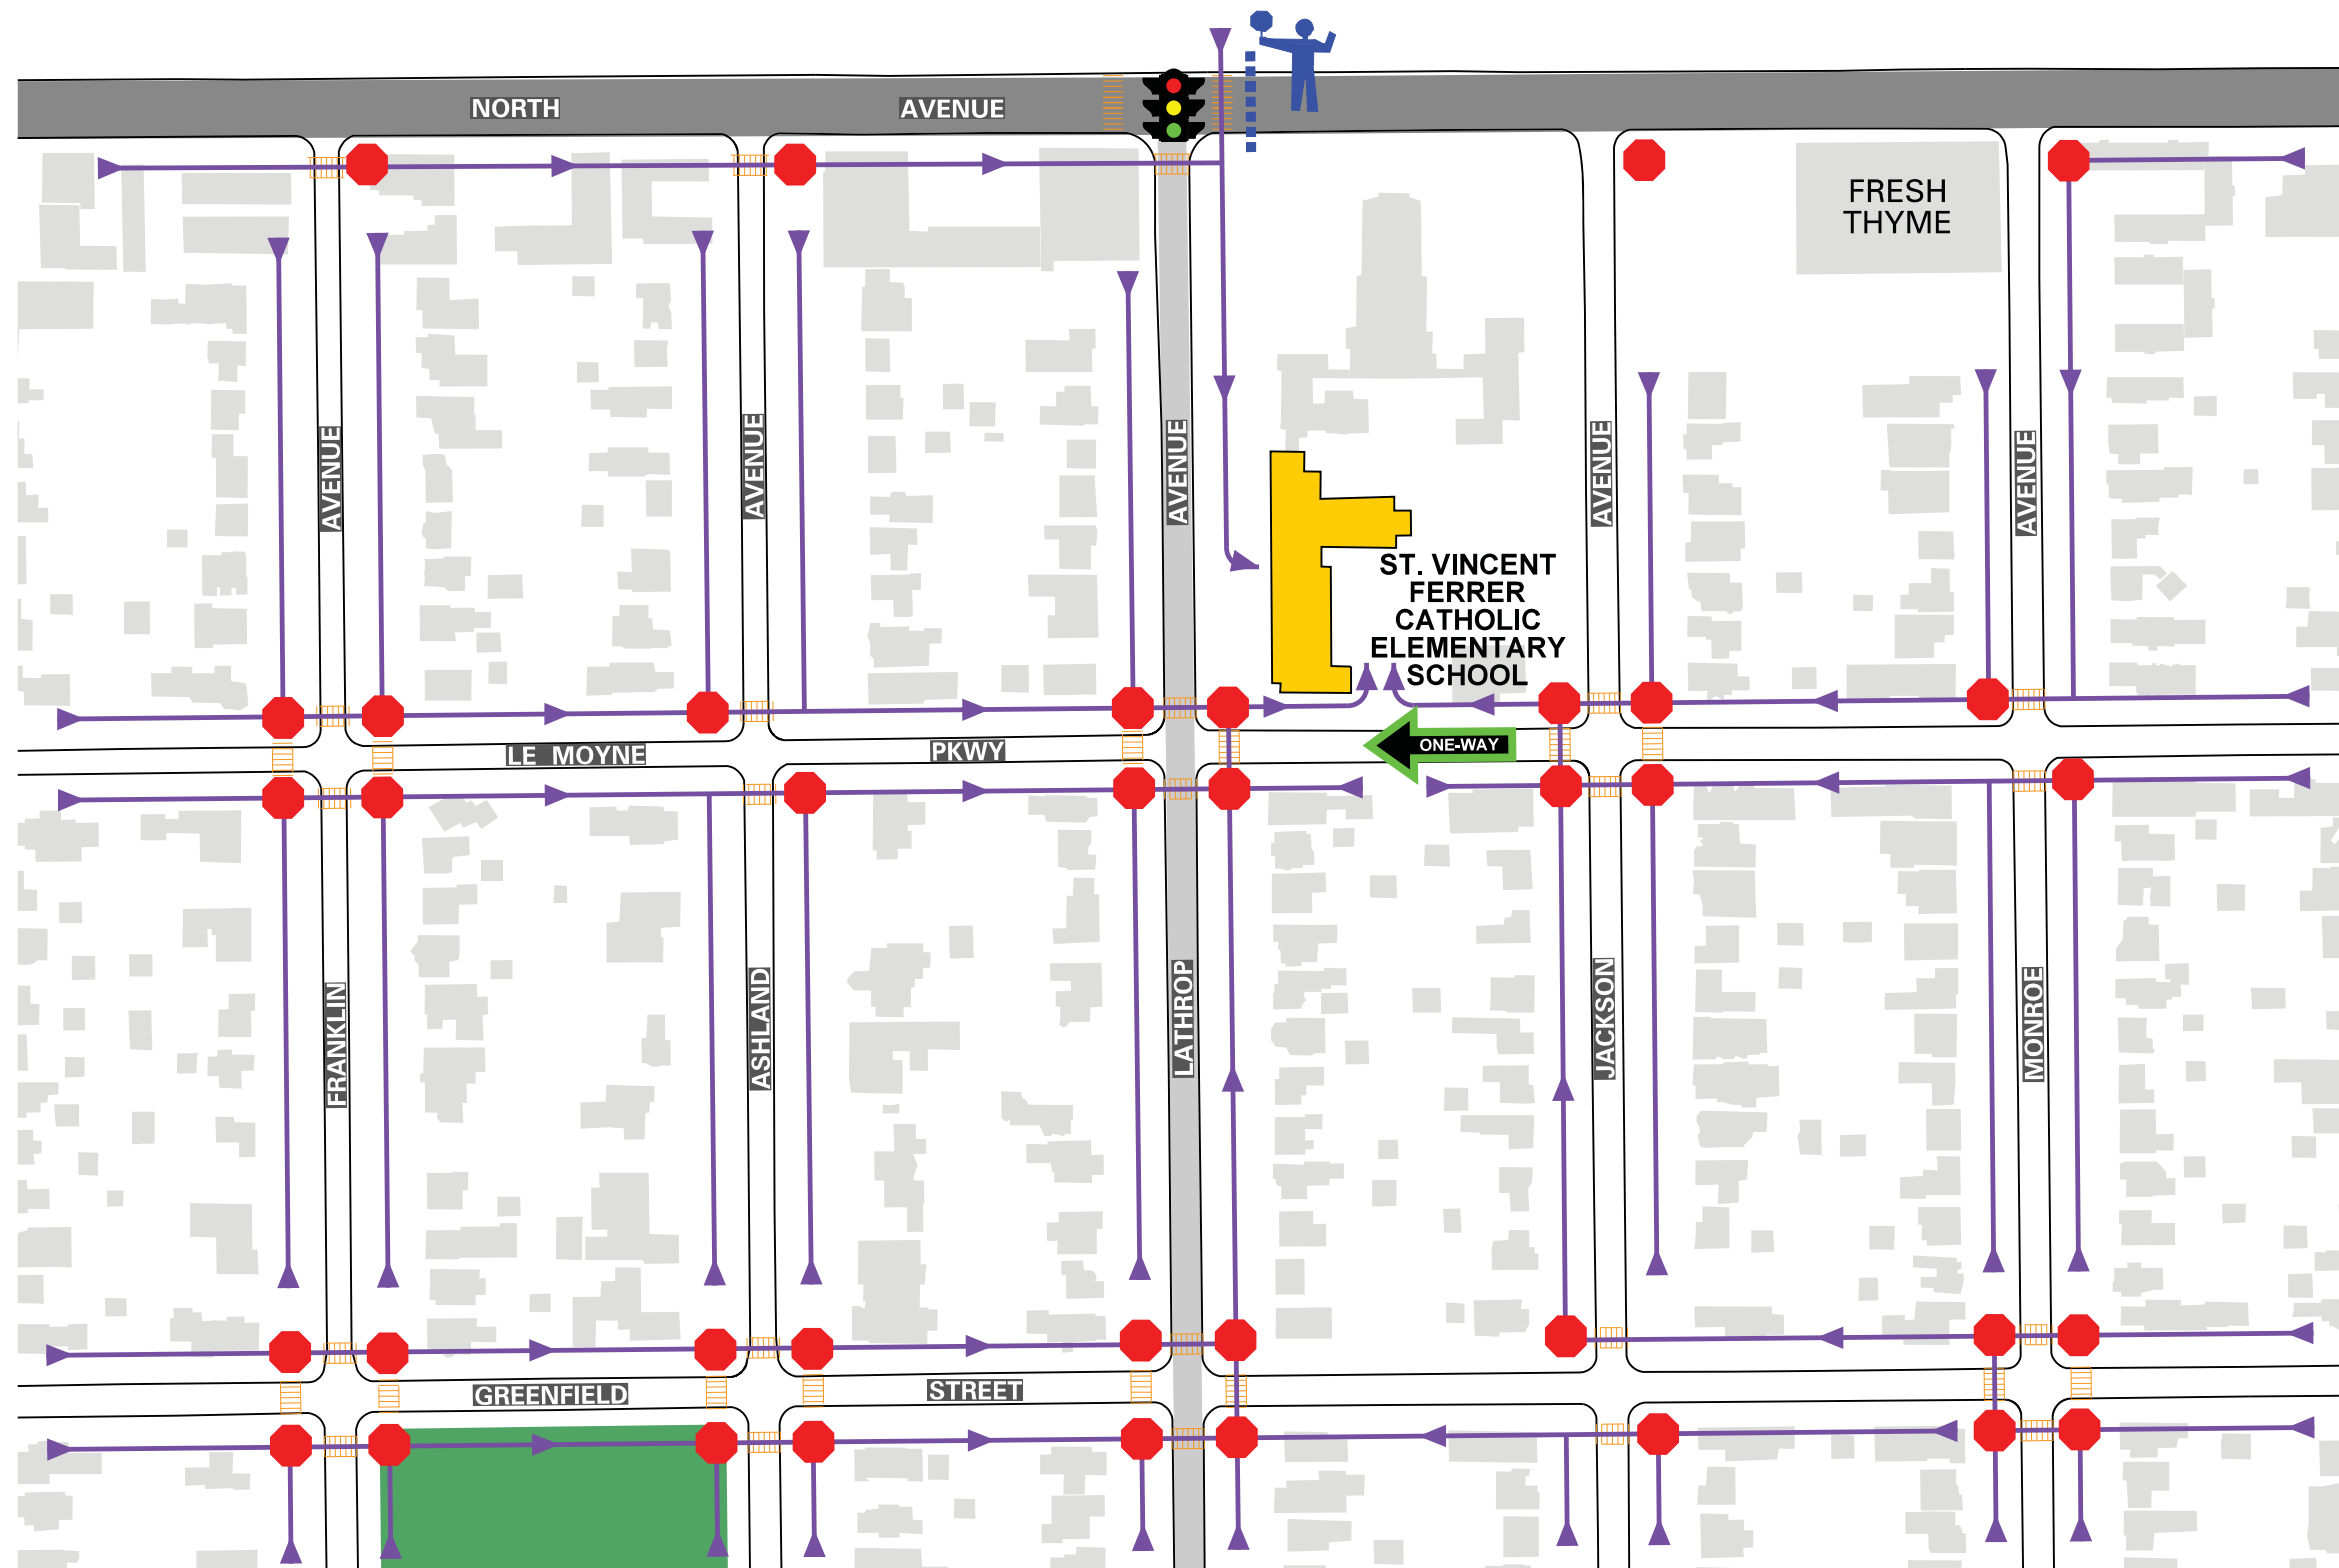 NORTH AVENUE
FRESH
THYME
AVENUE
AVENUE
AVENUE
AVENUE
AVENUE
ST. VINCENT
FERRER
CATHOLIC
ELEMENTARY
SCHOOL
LE MOYNE PKWY
ONE-WAY
FRANKLIN
ASHLAND
LATHROP
JACKSON
MONROE
GREENFIELD STREET